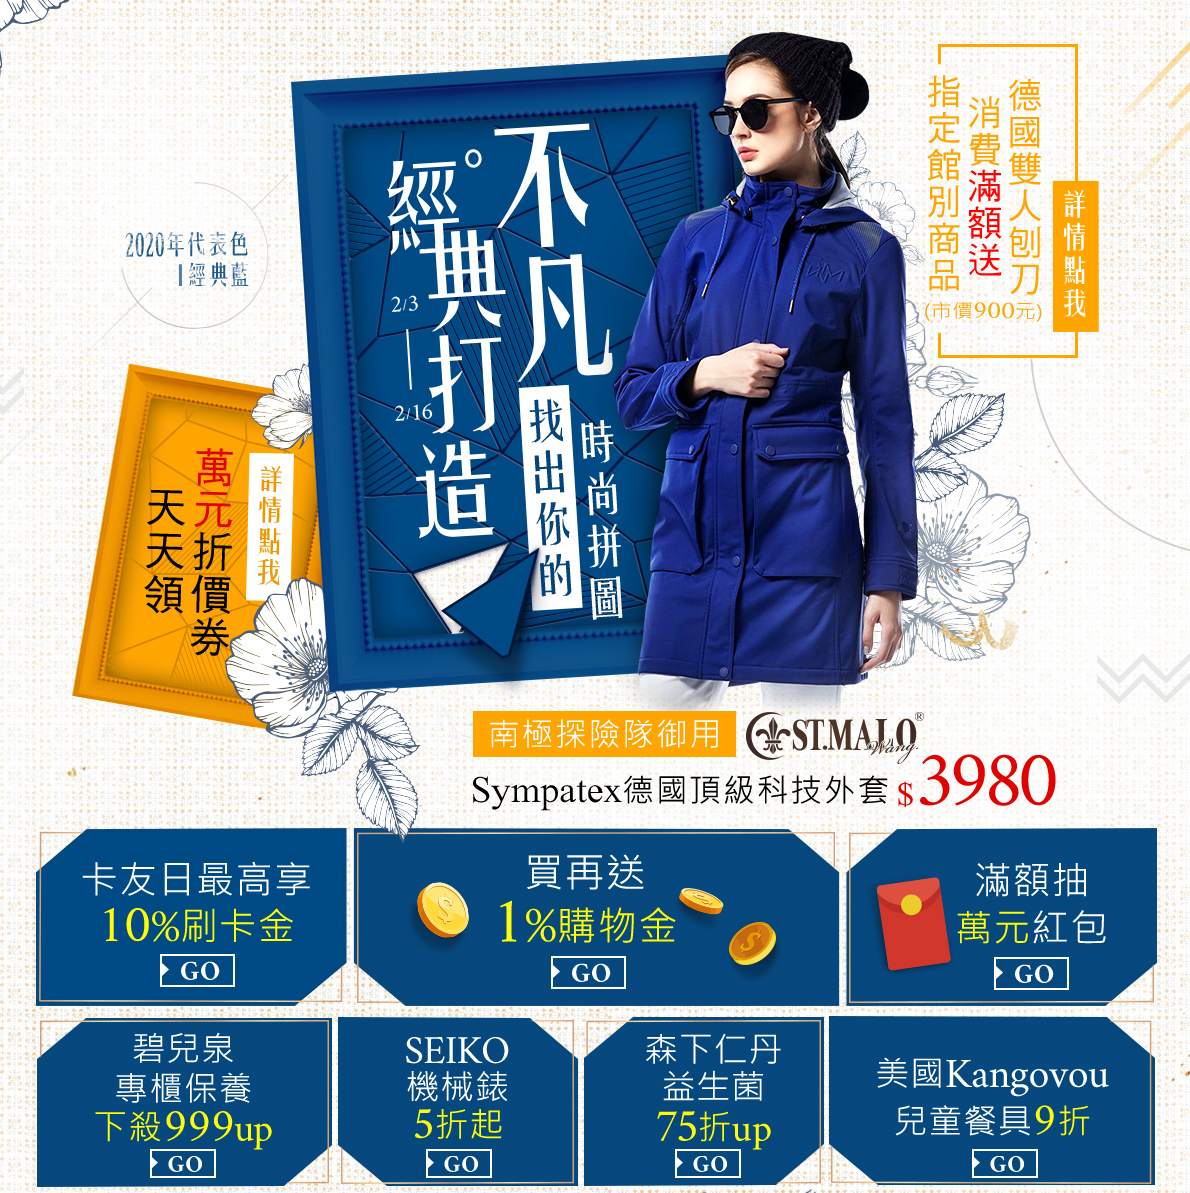 德國雙人刨刀
消費滿額送
指定館別商品
(市價900元)
詳情點我
2020年代表色
|經典藍
不凡。
經典打造
2/3
2/16
找出你的
時尚拼圖
詳情點我
萬元折價券
天天領
南極探險隊御用
ST.MALO®
Wang
Sympatex德國頂級科技外套 $3980
卡友日最高享
10%刷卡金
GO
買再送
1%購物金
GO
滿額抽
萬元紅包
GO
碧兒泉
專櫃保養
下殺999up
GO
SEIKO
機械錶
5折起
GO
森下仁丹
益生菌
75折up
GO
美國Kangovou
兒童餐具9折
GO